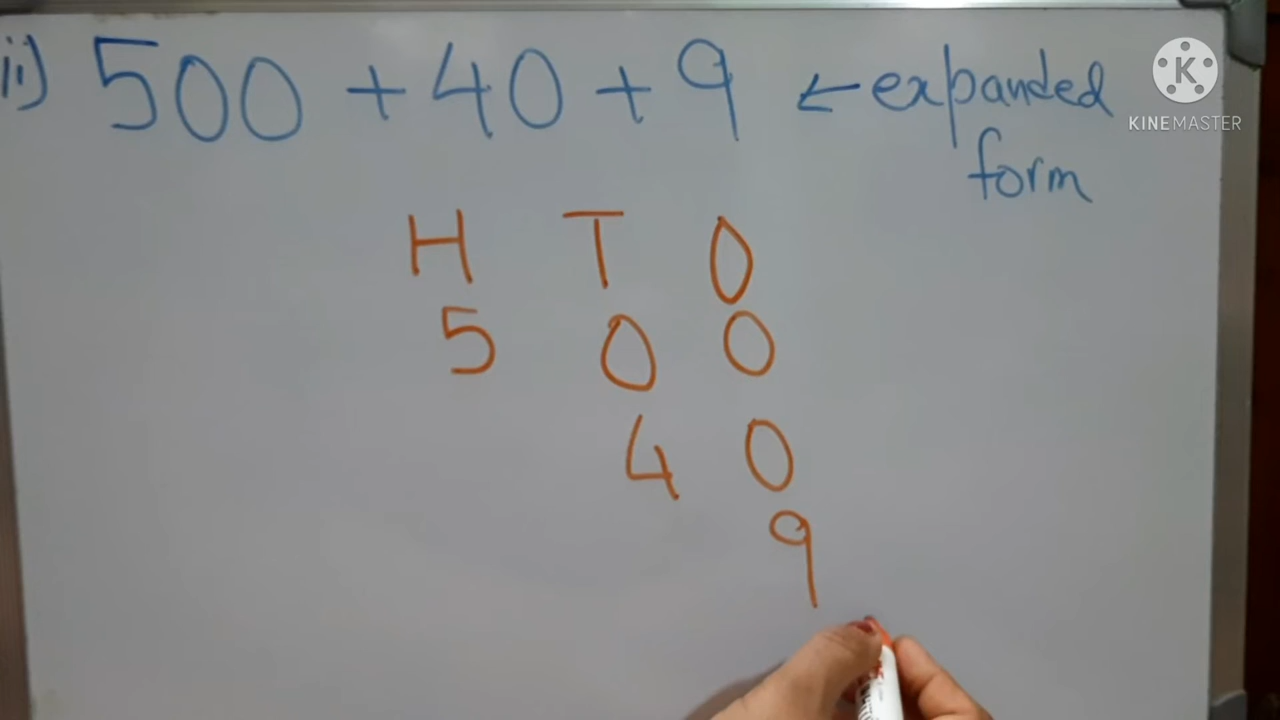 ii) 500 + 40 + 9 ← expanded
form
KINEMASTER
H T O
5 0 0
4 0
9